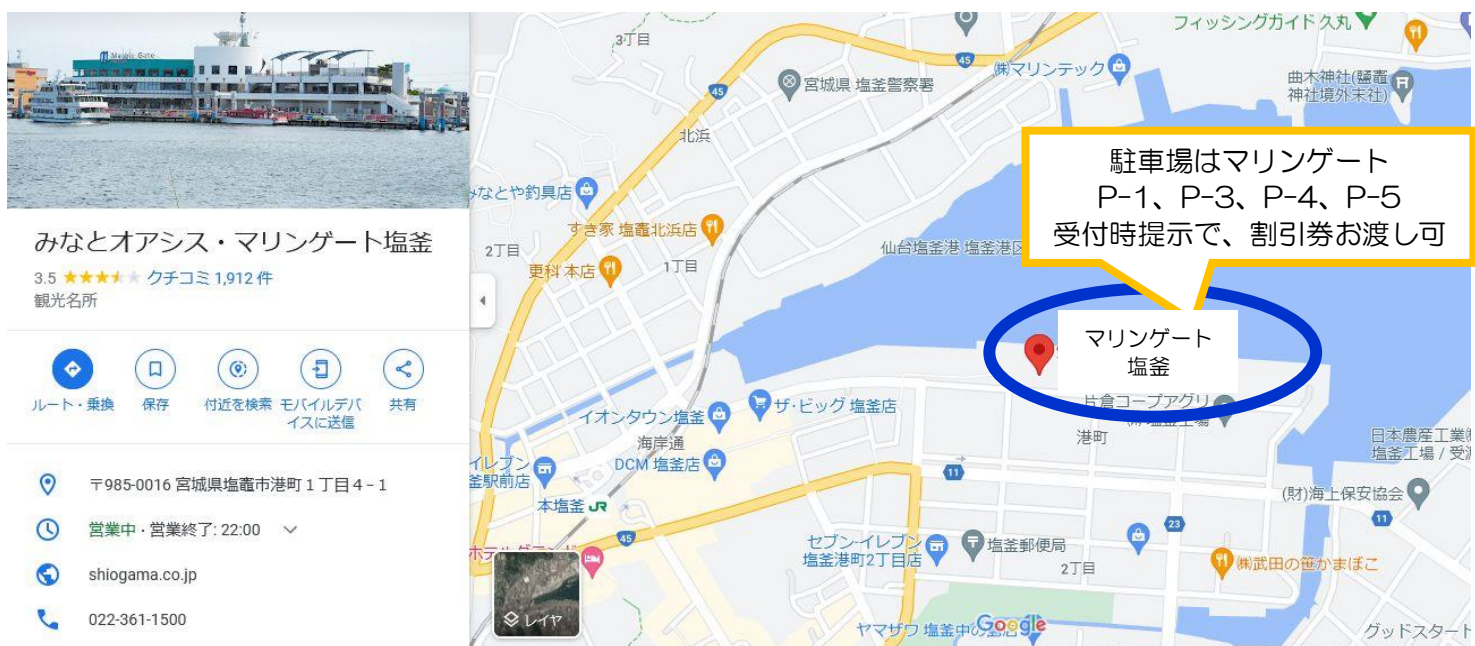 Marine Gate
みなとオアシス・マリンゲート塩釜
3.5 ★★★★★ クチコミ 1,912 件
観光名所
ルート・乗換
保存
付近を検索
モバイルデバ
イスに送信
共有
〒985-0016 宮城県塩竈市港町１丁目４−１
営業中・営業終了: 22:00
shiogama.co.jp
022-361-1500
3丁目
45
宮城県 塩釜警察署
45
㈱マリンテック
フィッシングガイド 久丸
曲木神社(鹽竈
神社境外末社)
北浜
みなとや釣具店
すき家 塩竈北浜店
2丁目
更科 本店
1丁目
仙台塩釜港 塩釜港区
駐車場はマリンゲート
P-1、P-3、P-4、P-5
受付時提示で、割引券お渡し可
マリンゲート
塩釜
片倉コープアグリ
港町
イオンタウン塩釜
ザ・ビッグ 塩釜店
海岸通
DCM 塩釜店
イレブン
釜駅前店
本塩釜 JR
11
日本農産工業㈱
塩釜工場 / 受
(財)海上保安協会
11
23
45
セブン-イレブン
塩釜港町2丁目店
塩釜郵便局
2丁目
㈱武田の笹かまぼこ
レイヤ
ヤマザワ 塩釜中
Google
グッドスタート